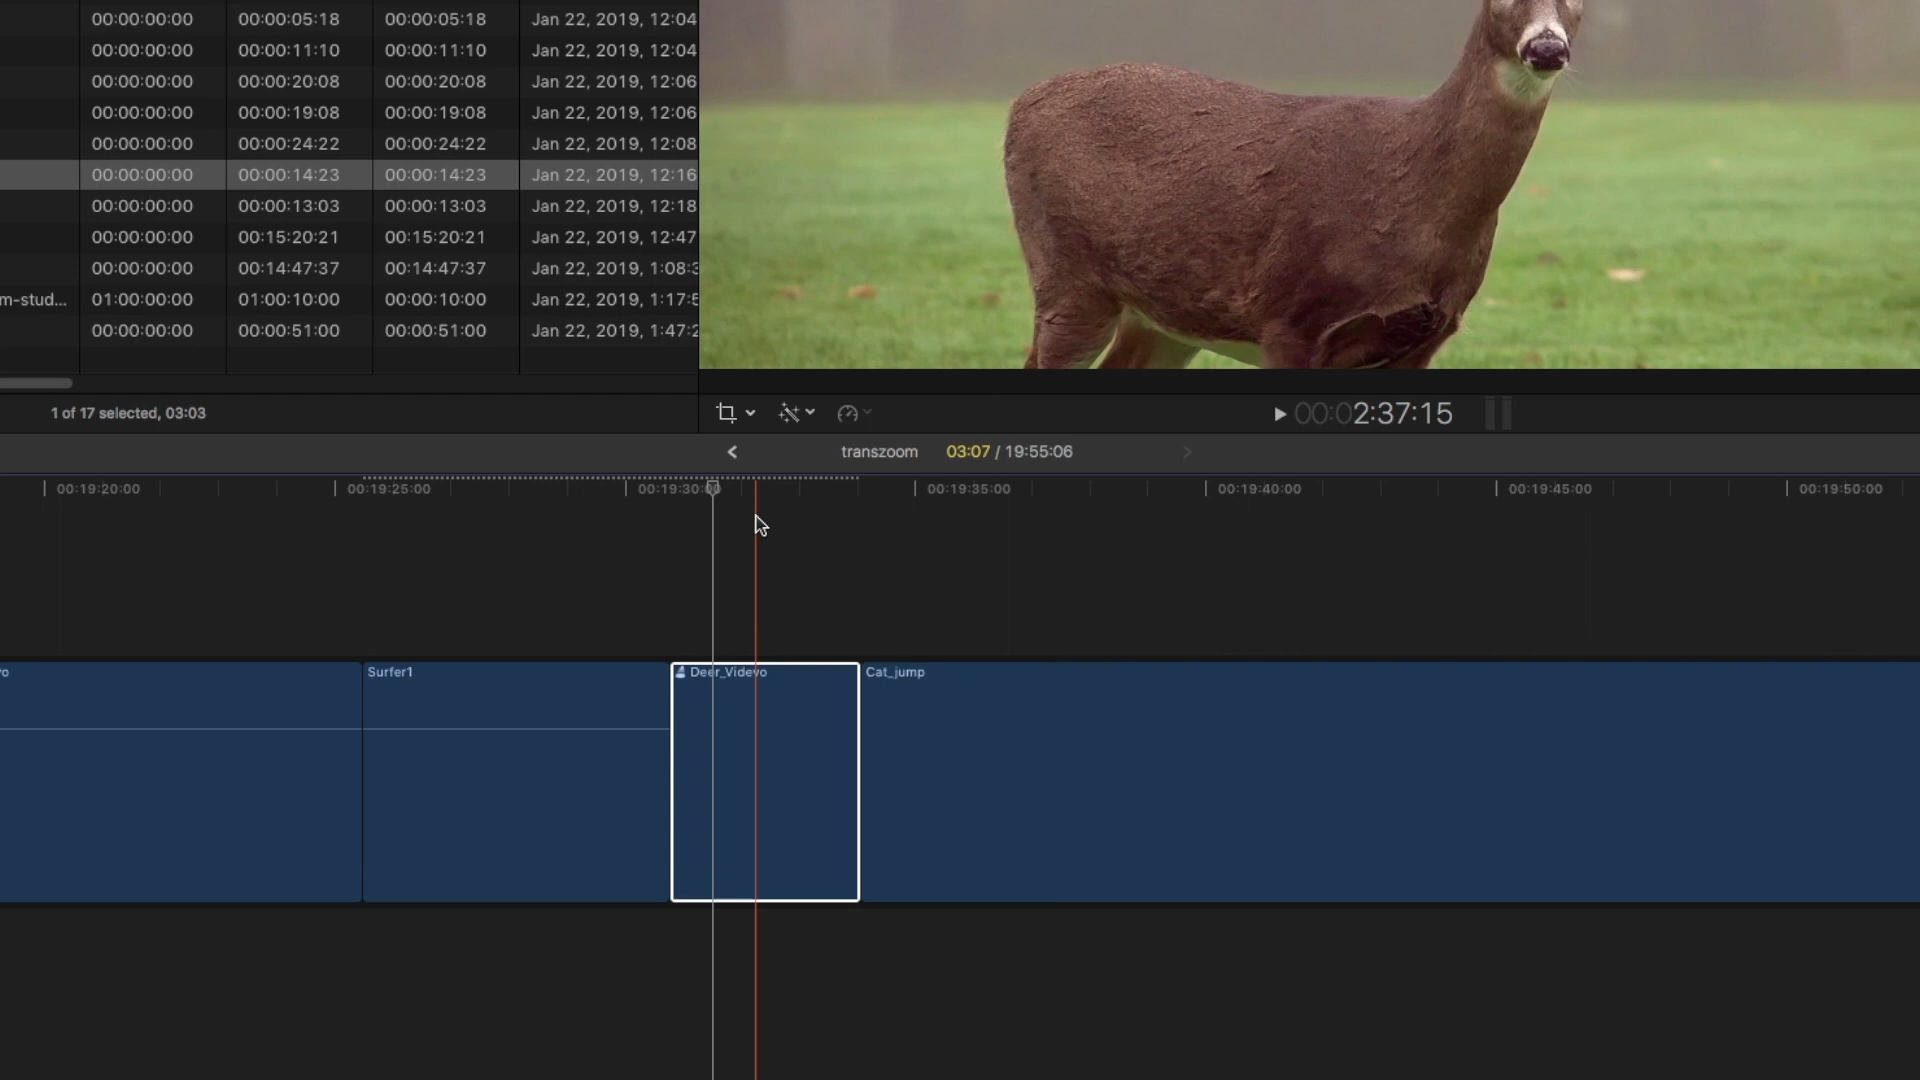 00:00:00:00 00:00:05:18 00:00:05:18 Jan 22, 2019, 12:04
00:00:00:00 00:00:11:10 00:00:11:10 Jan 22, 2019, 12:04
00:00:00:00 00:00:20:08 00:00:20:08 Jan 22, 2019, 12:06
00:00:00:00 00:00:19:08 00:00:19:08 Jan 22, 2019, 12:06
00:00:00:00 00:00:24:22 00:00:24:22 Jan 22, 2019, 12:08
00:00:00:00 00:00:14:23 00:00:14:23 Jan 22, 2019, 12:16
00:00:00:00 00:00:13:03 00:00:13:03 Jan 22, 2019, 12:18
00:00:00:00 00:15:20:21 00:15:20:21 Jan 22, 2019, 12:47
00:00:00:00 00:14:47:37 00:14:47:37 Jan 22, 2019, 1:08:3
m-stud... 01:00:00:00 01:00:10:00 00:00:10:00 Jan 22, 2019, 1:17:5
00:00:00:00 00:00:51:00 00:00:51:00 Jan 22, 2019, 1:47:2
1 of 17 selected, 03:03
00:02:37:15
transzoom 03:07 / 19:55:06
00:19:20:00 00:19:25:00 00:19:30:00 00:19:35:00 00:19:40:00 00:19:45:00 00:19:50:00
o Surfer1 Deer_Videvo Cat_jump